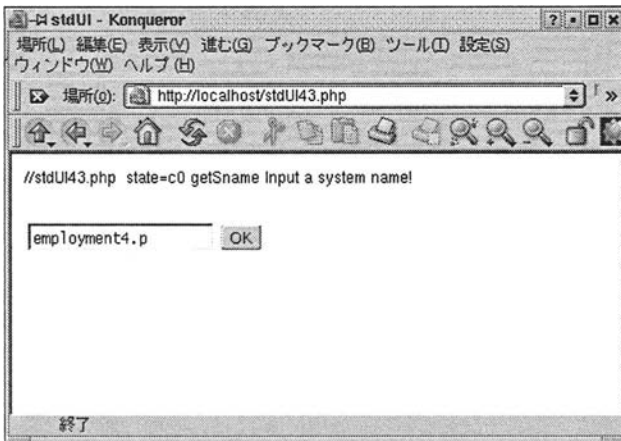 stdUI - Konqueror
場所(L) 編集(E) 表示(V) 進む(G) ブックマーク(B) ツール(T) 設定(S)
ウィンドウ(W) ヘルプ(H)
場所(o): http://localhost/stdUI43.php
//stdUI43.php state=c0 getSname Input a system name!
employment4.p OK
終了